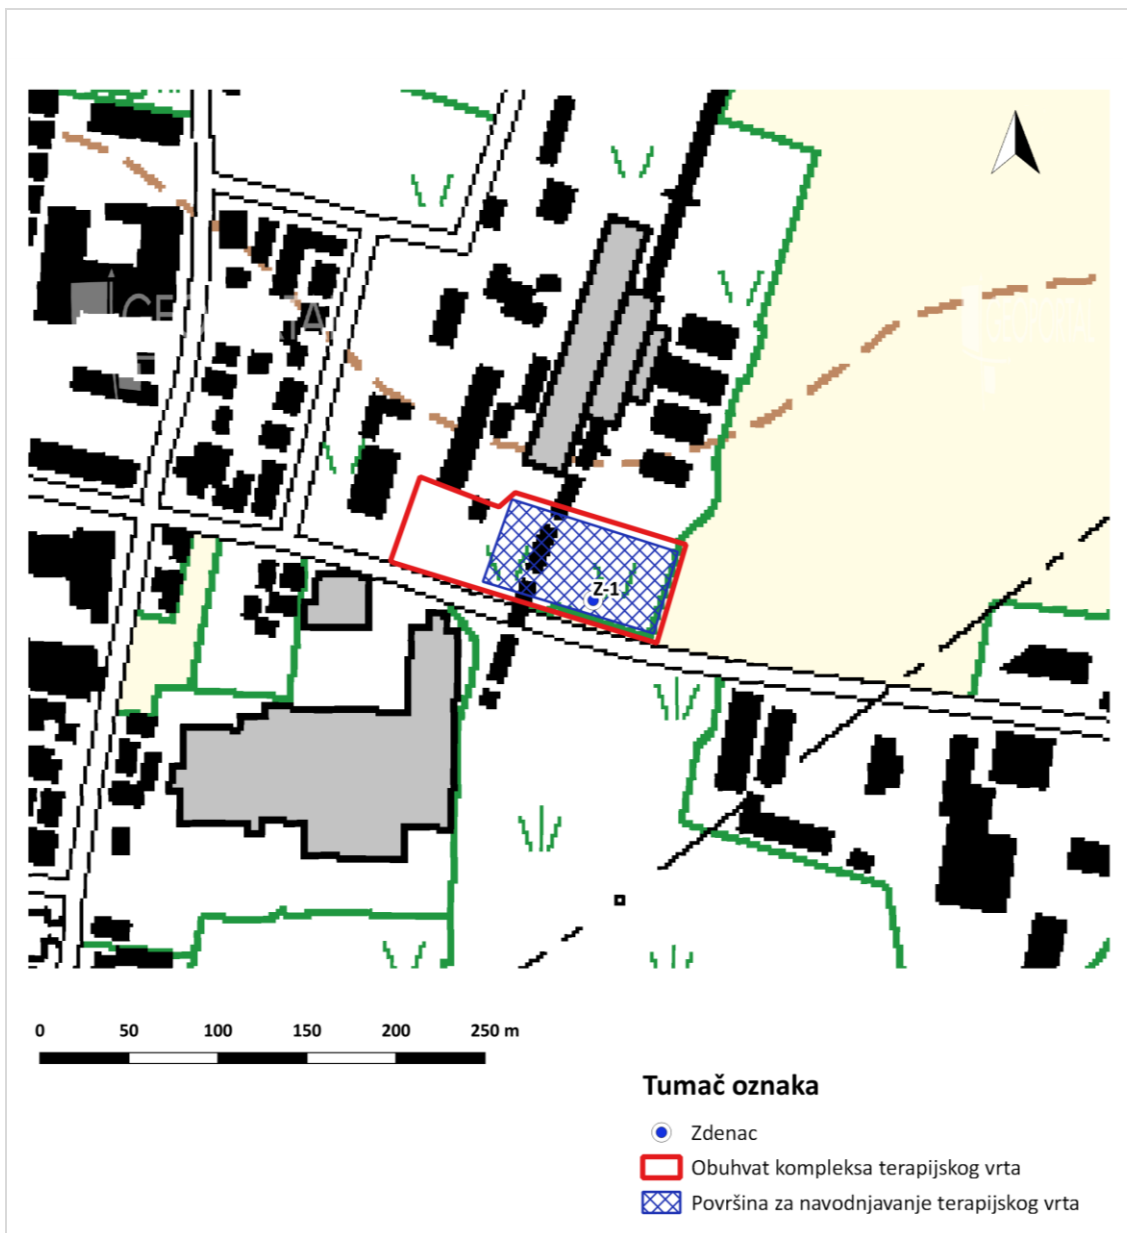 Z-1
0 50 100 150 200 250 m
Tumač oznaka
Zdenac
Obuhvat kompleksa terapijskog vrta
Površina za navodnjavanje terapijskog vrta